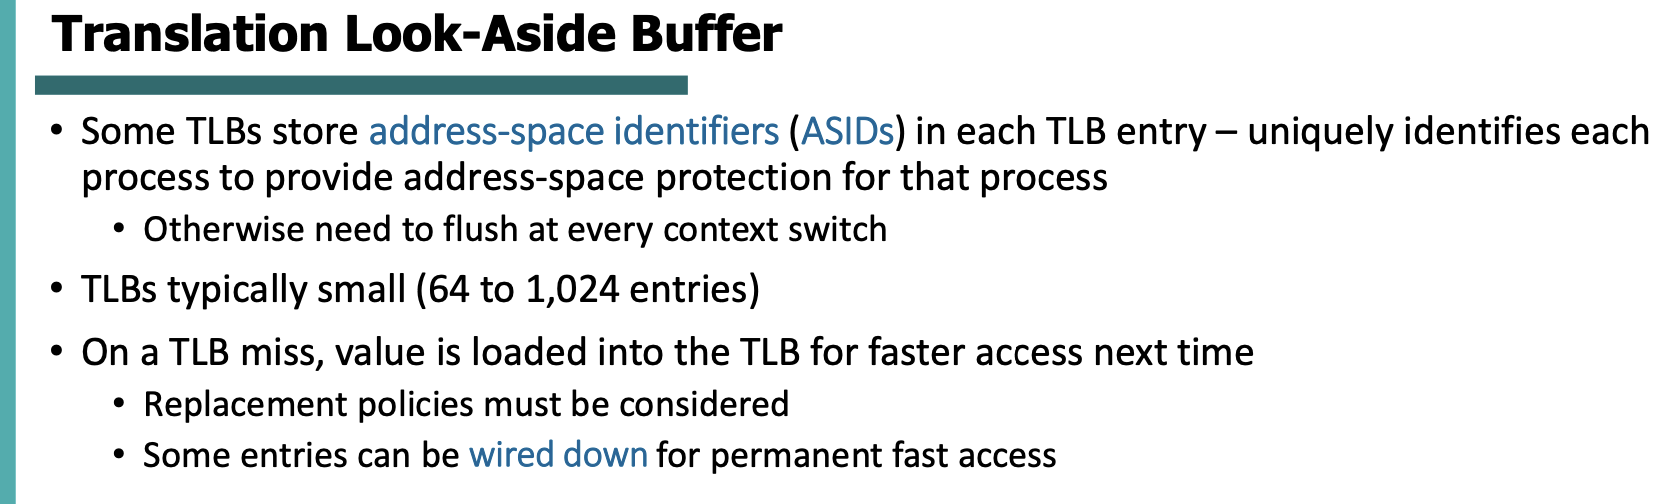 Translation Look-Aside Buffer
• Some TLBs store address-space identifiers (ASIDs) in each TLB entry – uniquely identifies each
process to provide address-space protection for that process
• Otherwise need to flush at every context switch
• TLBs typically small (64 to 1,024 entries)
• On a TLB miss, value is loaded into the TLB for faster access next time
• Replacement policies must be considered
• Some entries can be wired down for permanent fast access